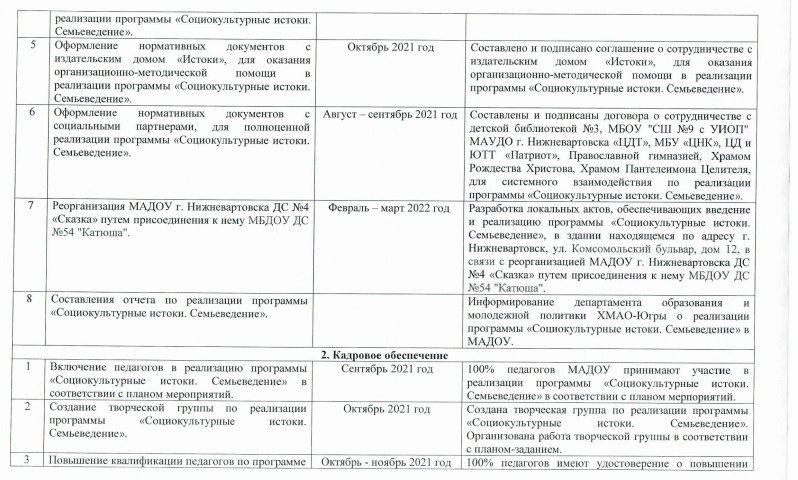 реализации программы «Социокультурные истоки.
Семьеведение».
5
Оформление нормативных документов с
издательским домом «Истоки», для оказания
организационно-методической помощи в
реализации программы «Социокультурные истоки.
Семьеведение».
Октябрь 2021 год
Составлено и подписано соглашение о сотрудничестве с
издательским домом «Истоки», для оказания
организационно-методической помощи в реализации
программы «Социокультурные истоки. Семьеведение».
6
Оформление нормативных документов с
социальными партнерами, для полноценной
реализации программы «Социокультурные истоки.
Семьеведение».
Август – сентябрь 2021 год
Составлены и подписаны договора о сотрудничестве с
детской библиотекой №3, МБОУ "СШ №9 с УИОП"
МАУДО г. Нижневартовска «ЦДТ», МБУ «ЦНК», ЦД и
ЮТТ «Патриот», Православной гимназией, Храмом
Рождества Христова, Храмом Пантелеимона Целителя,
для системного взаимодействия по реализации
программы «Социокультурные истоки. Семьеведение».
7
Реорганизация МАДОУ г. Нижневартовска ДС №4
«Сказка» путем присоединения к нему МБДОУ ДС
№54 "Катюша".
Февраль – март 2022 год
Разработка локальных актов, обеспечивающих введение
и реализацию программы «Социокультурные истоки.
Семьеведение», в здании находящемся по адресу г.
Нижневартовск, ул. Комсомольский бульвар, дом 12, в
связи с реорганизацией МАДОУ г. Нижневартовска ДС
№4 «Сказка» путем присоединения к нему МБДОУ ДС
№54 "Катюша".
8
Составления отчета по реализации программы
«Социокультурные истоки. Семьеведение».
Информирование департамента образования и
молодежной политики ХМАО-Югры о реализации
программы «Социокультурные истоки. Семьеведение» в
МАДОУ.
2. Кадровое обеспечение
1
Включение педагогов в реализацию программы
«Социокультурные истоки. Семьеведение» в
соответствии с планом мероприятий.
Сентябрь 2021 год
100% педагогов МАДОУ принимают участие в
реализации программы «Социокультурные истоки.
Семьеведение» в соответствии с планом мерпориятий.
2
Создание творческой группы по реализации
программы «Социокультурные истоки.
Семьеведение».
Октябрь 2021 год
Создана творческая группа по реализации программы
«Социокультурные истоки. Семьеведение».
Организована работа творческой группы в соответствии
с планом-заданием.
3
Повышение квалификации педагогов по программе
Октябрь - ноябрь 2021 год
100% педагогов имеют удостоверение о повышении